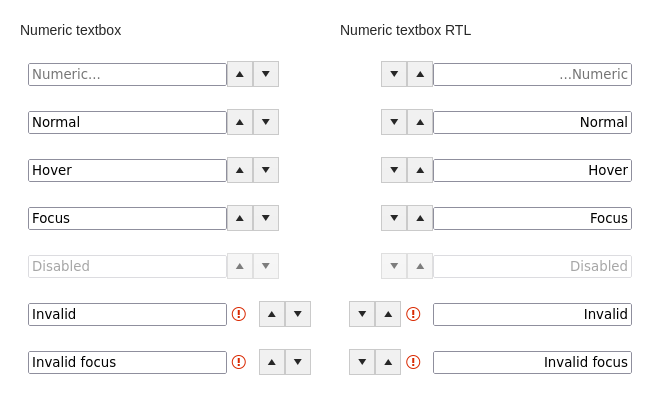 Numeric textbox
Numeric...
Normal
Hover
Focus
Disabled
Invalid
Invalid focus
Numeric textbox RTL
...Numeric
Normal
Hover
Focus
Disabled
Invalid
Invalid focus